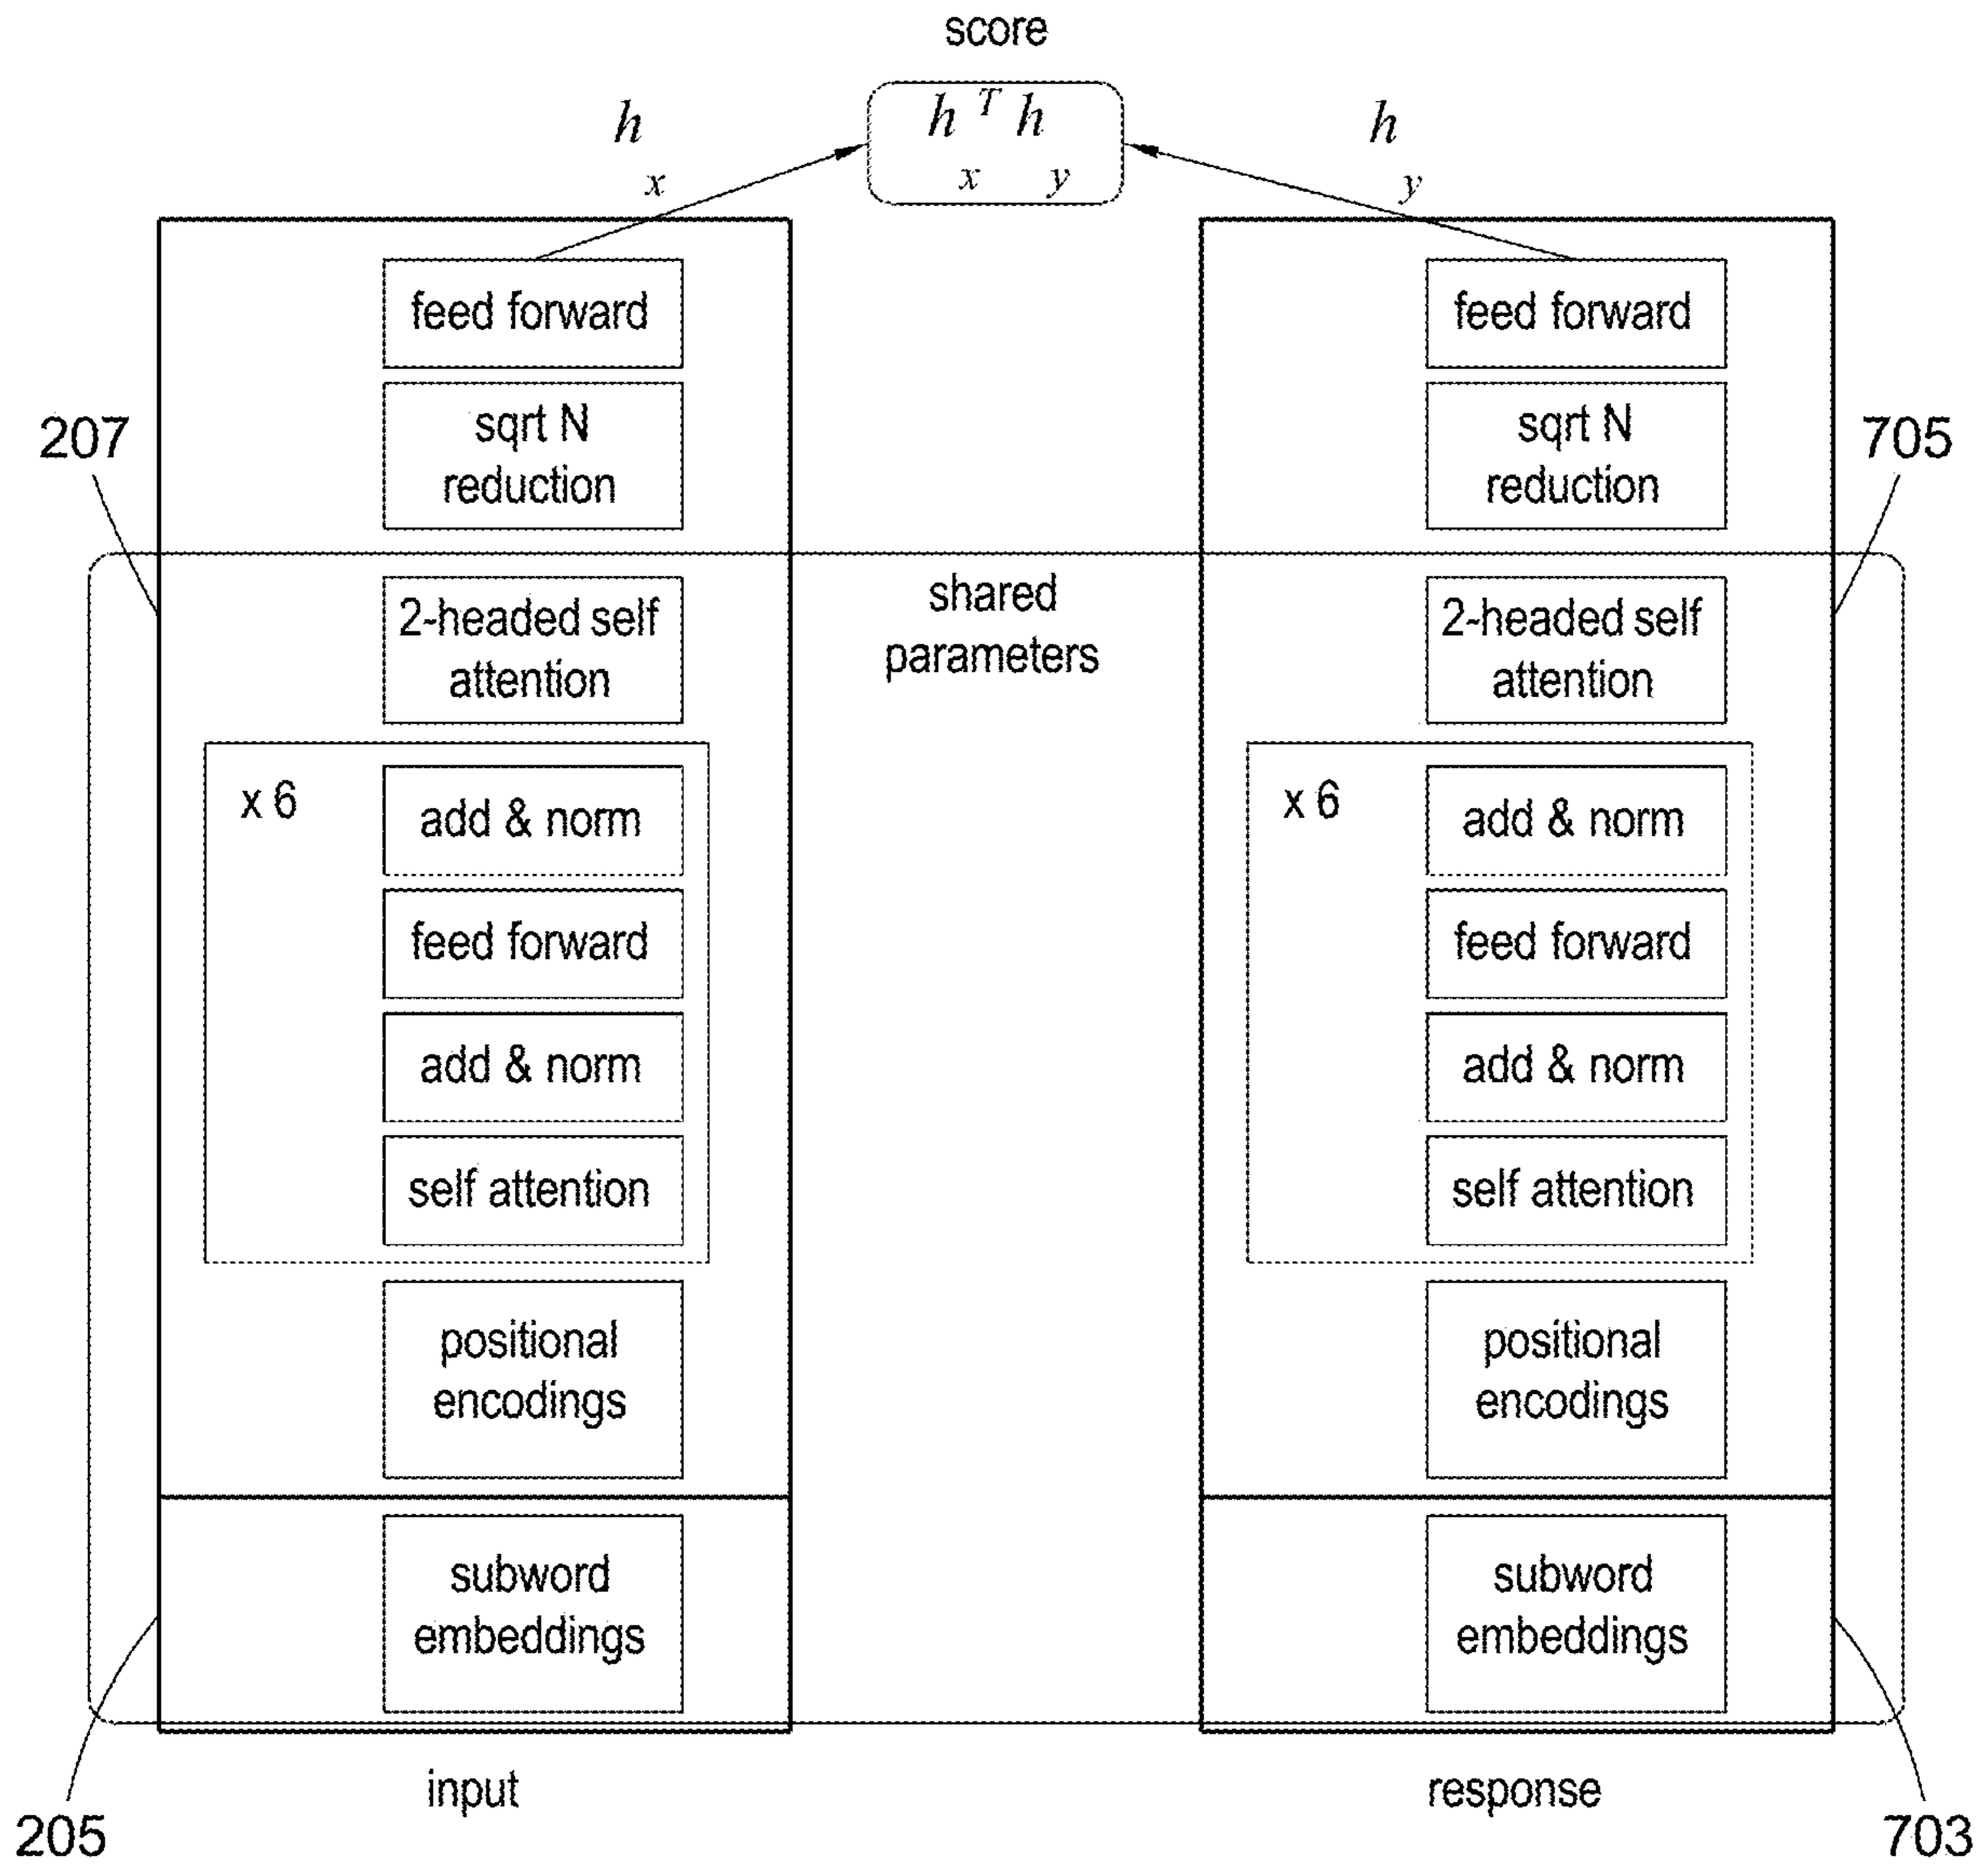 score
h x
h T h
x y
h y
feed forward
sqrt N
reduction
207
2-headed self
attention
x 6
add & norm
feed forward
add & norm
self attention
positional
encodings
subword
embeddings
205
input
shared
parameters
feed forward
sqrt N
reduction
705
2-headed self
attention
x 6
add & norm
feed forward
add & norm
self attention
positional
encodings
subword
embeddings
response
703